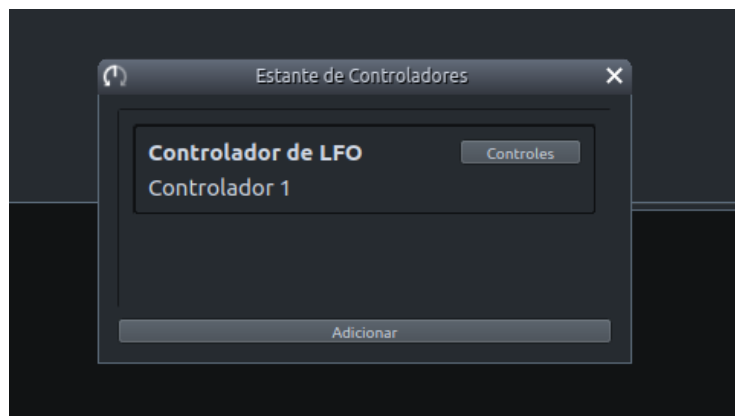 Estante de Controladores
Controlador de LFO
Controles
Controlador 1
Adicionar